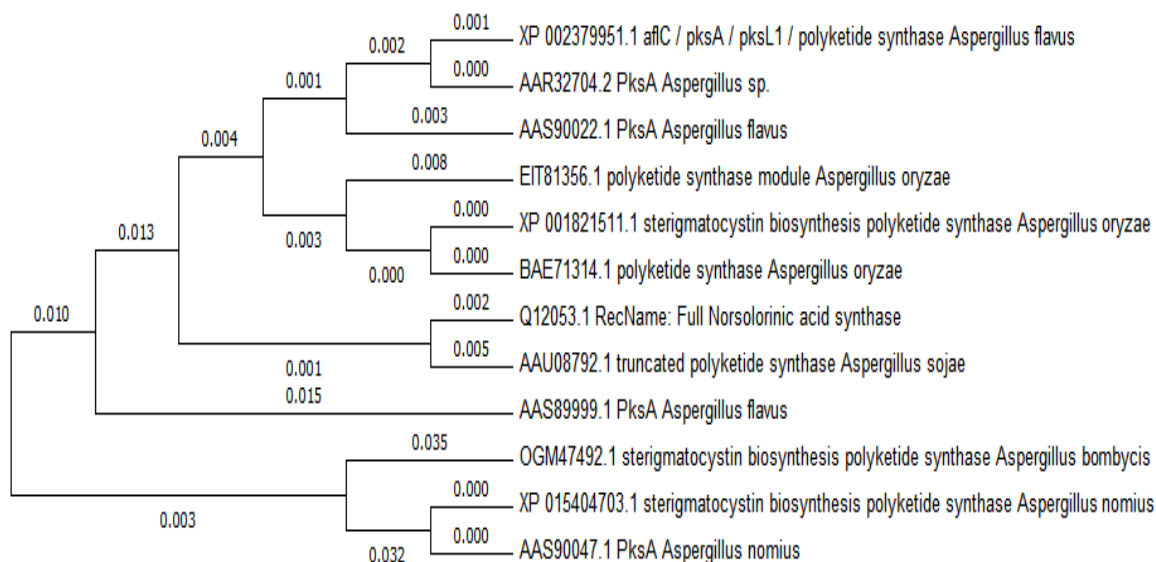 0.001
XP 002379951.1 aflC / pksA / pksL1 / polyketide synthase Aspergillus flavus
0.002
0.000
AAR32704.2 PksA Aspergillus sp.
0.001
0.003
AAS90022.1 PksA Aspergillus flavus
0.004
0.008
EIT81356.1 polyketide synthase module Aspergillus oryzae
0.000
XP 001821511.1 sterigmatocystin biosynthesis polyketide synthase Aspergillus oryzae
0.013
0.003
0.000
BAE71314.1 polyketide synthase Aspergillus oryzae
0.000
0.002
Q12053.1 RecName: Full Norsolorinic acid synthase
0.010
0.005
AAU08792.1 truncated polyketide synthase Aspergillus sojae
0.001
0.015
AAS89999.1 PksA Aspergillus flavus
0.035
OGM47492.1 sterigmatocystin biosynthesis polyketide synthase Aspergillus bombycis
0.000
XP 015404703.1 sterigmatocystin biosynthesis polyketide synthase Aspergillus nomius
0.003
0.000
AAS90047.1 PksA Aspergillus nomius
0.032